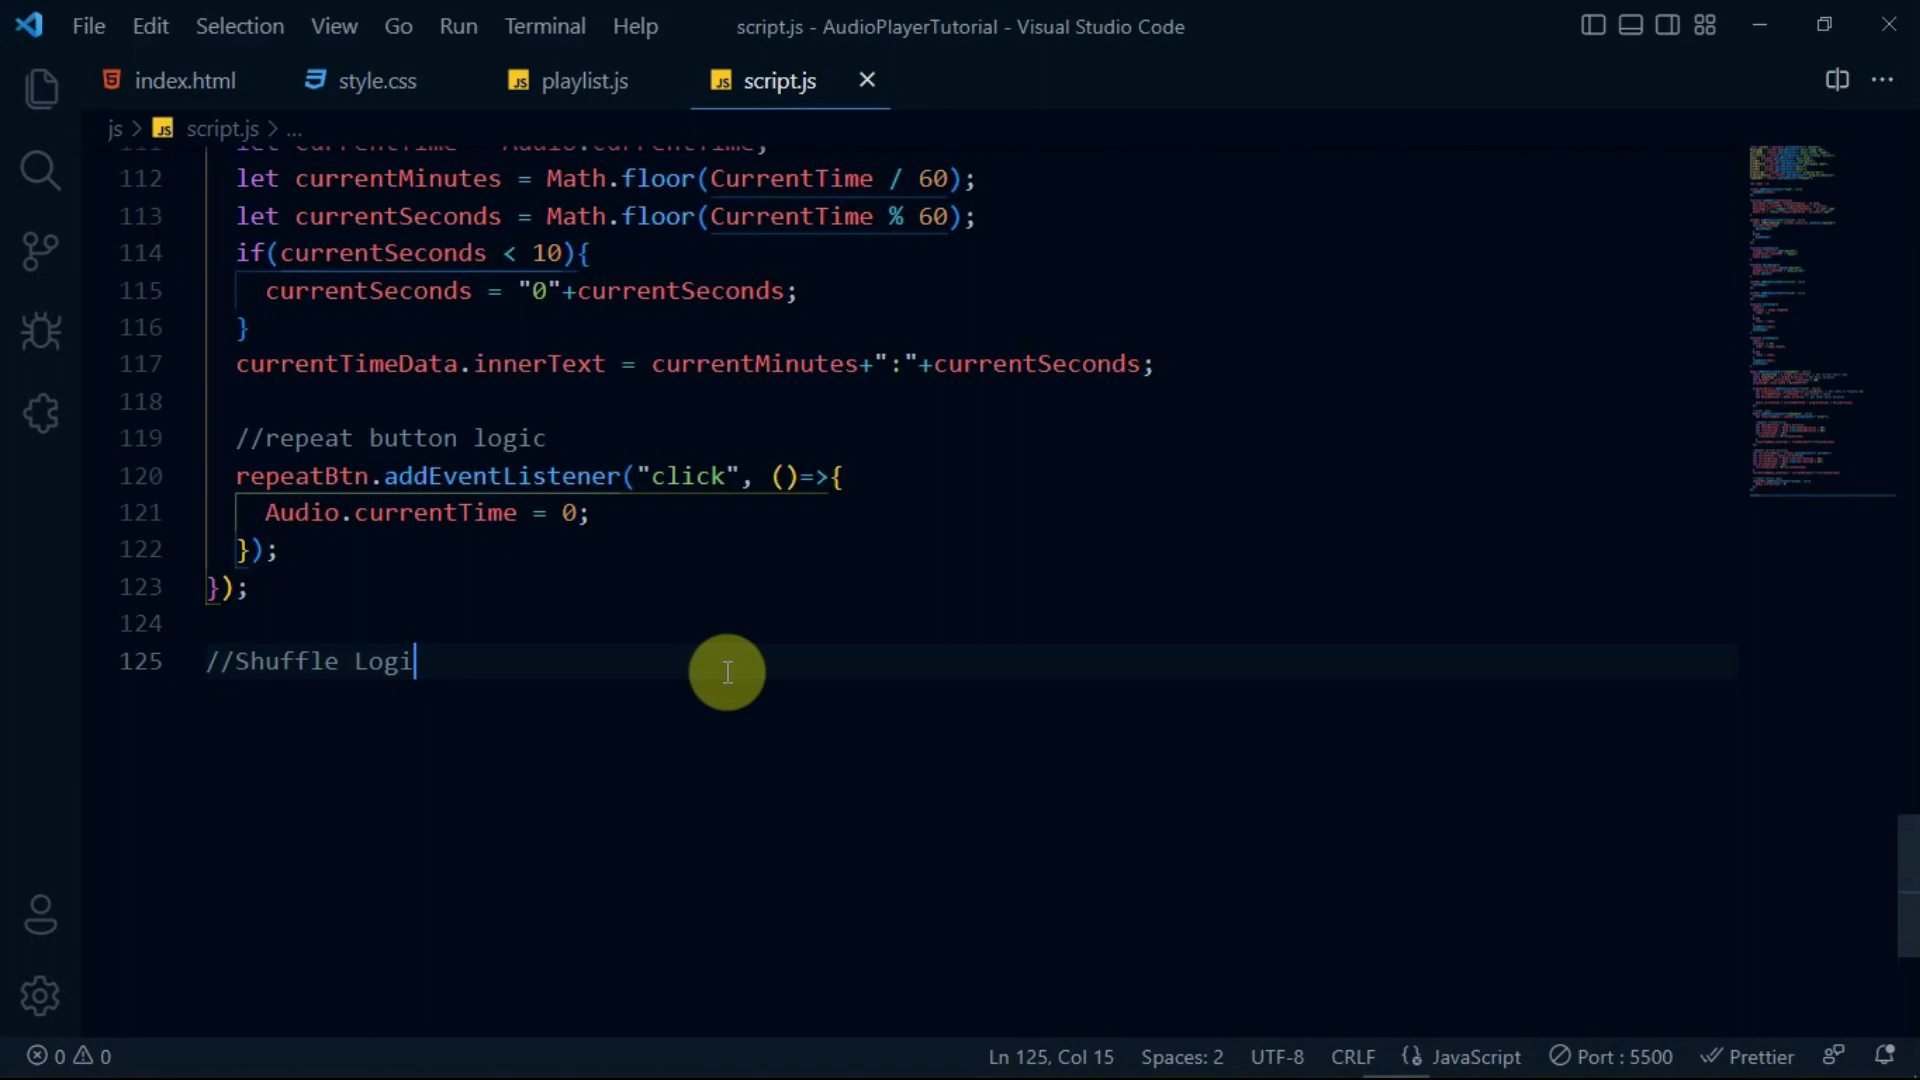 File Edit Selection View Go Run Terminal Help script.js - AudioPlayerTutorial - Visual Studio Code
index.html style.css JS playlist.js JS script.js
js > JS script.js > ...
112 let currentMinutes = Math.floor(CurrentTime / 60);
113 let currentSeconds = Math.floor(CurrentTime % 60);
114 if(currentSeconds < 10){
115 currentSeconds = "0"+currentSeconds;
116 }
117 currentTimeData.innerText = currentMinutes+":"+currentSeconds;
118
119 //repeat button logic
120 repeatBtn.addEventListener("click", ()=>{
121 Audio.currentTime = 0;
122 });
123 });
124
125 //Shuffle Logi
0 0 Ln 125, Col 15 Spaces: 2 UTF-8 CRLF {} JavaScript Port : 5500 Prettier